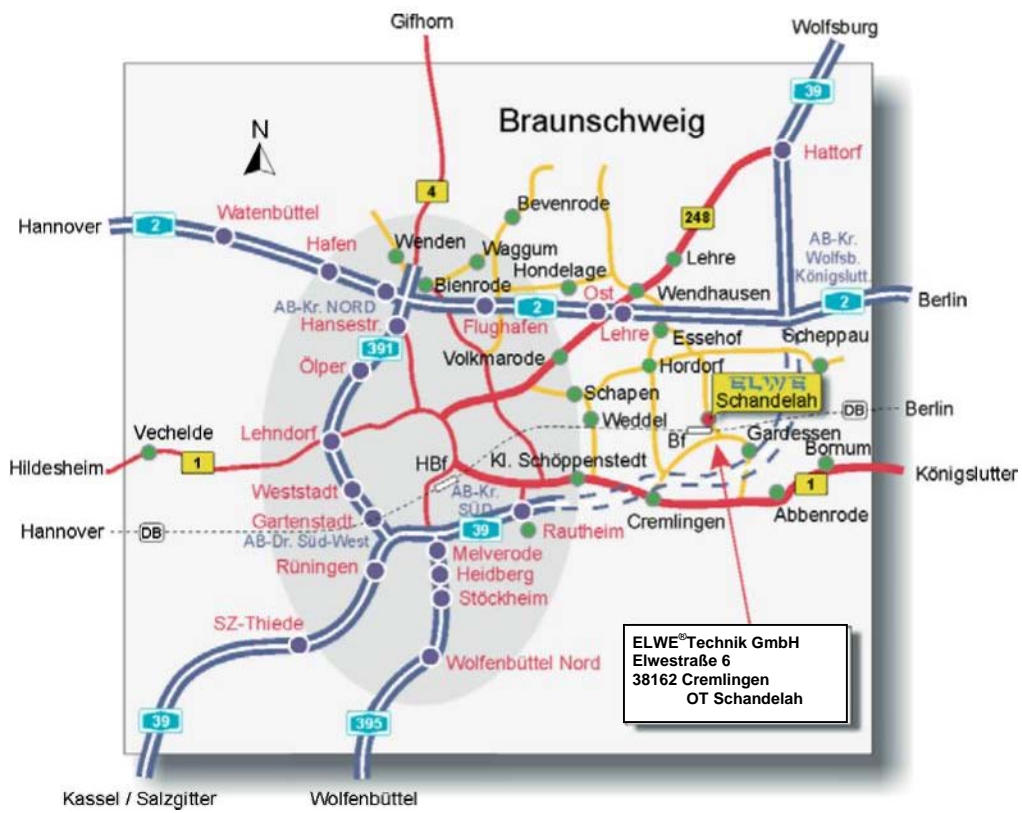 Gifhorn
Wolfsburg
39
Braunschweig
N
Hattorf
4
Bevenrode
248
Watenbüttel
Hannover
2
Wenden
Waggum
Lehre
AB-Kr.
Wolfsb.
Königslutt.
Hafen
Hondelage
Bienrode
Ost
Wendhausen
2
Berlin
AB-Kr. NORD
2
Hansestr.
Flughafen
Lehre
Essehof
Scheppau
391
Volkmarode
Hordorf
Ölper
ELWE
Schandelah
Schapen
DB
Berlin
Weddel
Vechelde
Lehndorf
Bf
Gardessen
Bornum
Hildesheim
1
HBf
Kl. Schöppenstedt
Königslutter
1
Weststadt
AB-Kr.
SÜD
Gartenstadt
Cremlingen
Abbenrode
Hannover
DB
AB-Dr. Süd-West
39
Rautheim
Melverode
Rüningen
Heidberg
Stöckheim
SZ-Thiede
Wolfenbüttel Nord
ELWE®Technik GmbH
Elwestraße 6
38162 Cremlingen
OT Schandelah
39
395
Kassel / Salzgitter
Wolfenbüttel